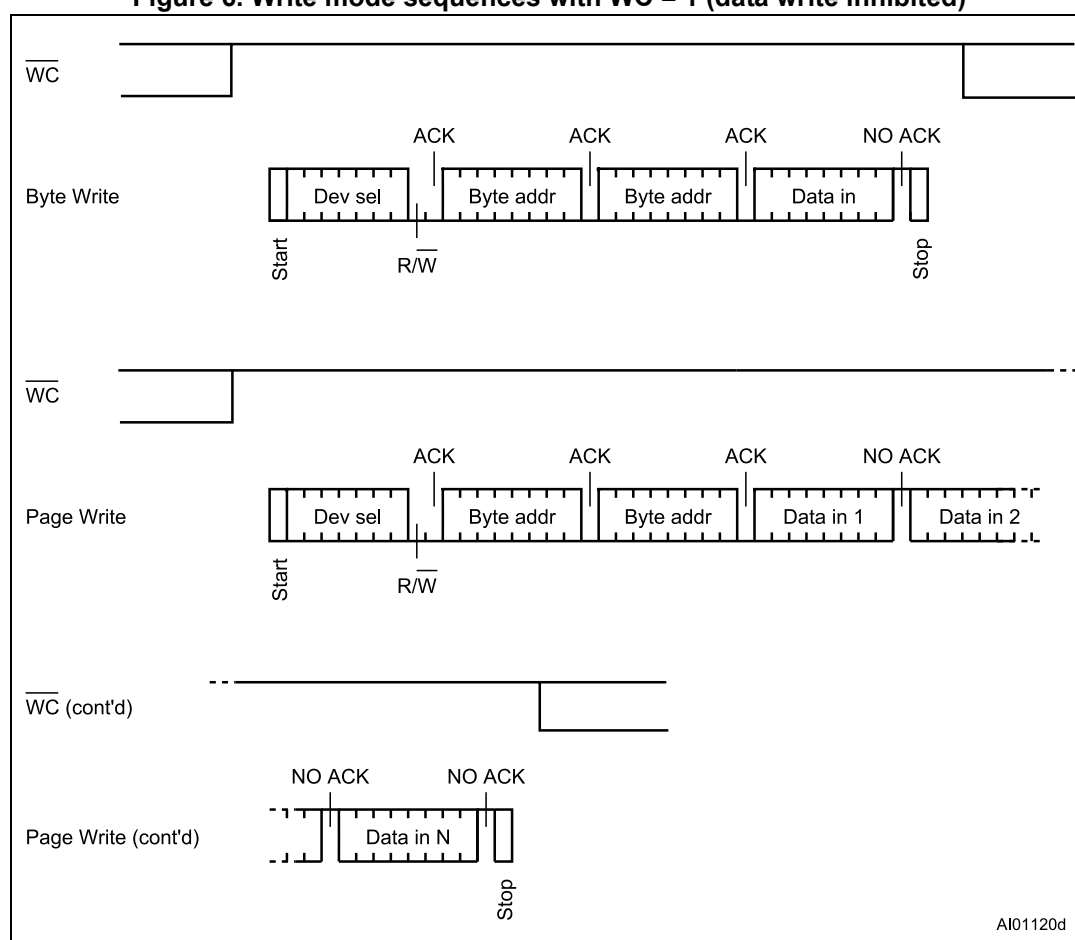 Figure 6. Write mode sequences with WC = 1 (data write inhibited)
WC
ACK ACK ACK NO ACK
Byte Write Dev sel Byte addr Byte addr Data in
Start R/W Stop
WC
ACK ACK ACK NO ACK
Page Write Dev sel Byte addr Byte addr Data in 1 Data in 2
Start R/W
WC (cont'd)
NO ACK NO ACK
Page Write (cont'd) Data in N
Stop
AI01120d